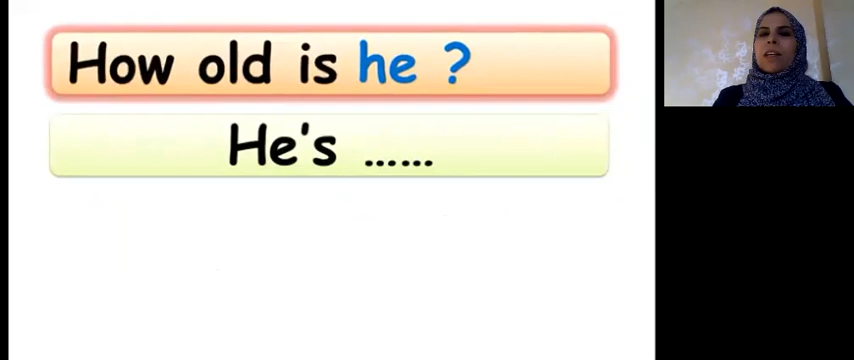 How old is he ?
He's ......